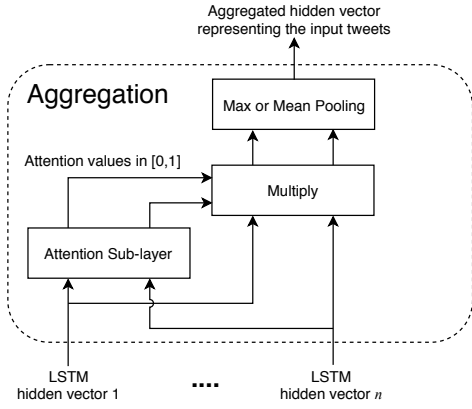 Aggregated hidden vector
representing the input tweets
Aggregation
Max or Mean Pooling
Attention values in [0,1]
Multiply
Attention Sub-layer
LSTM
hidden vector 1
....
LSTM
hidden vector n